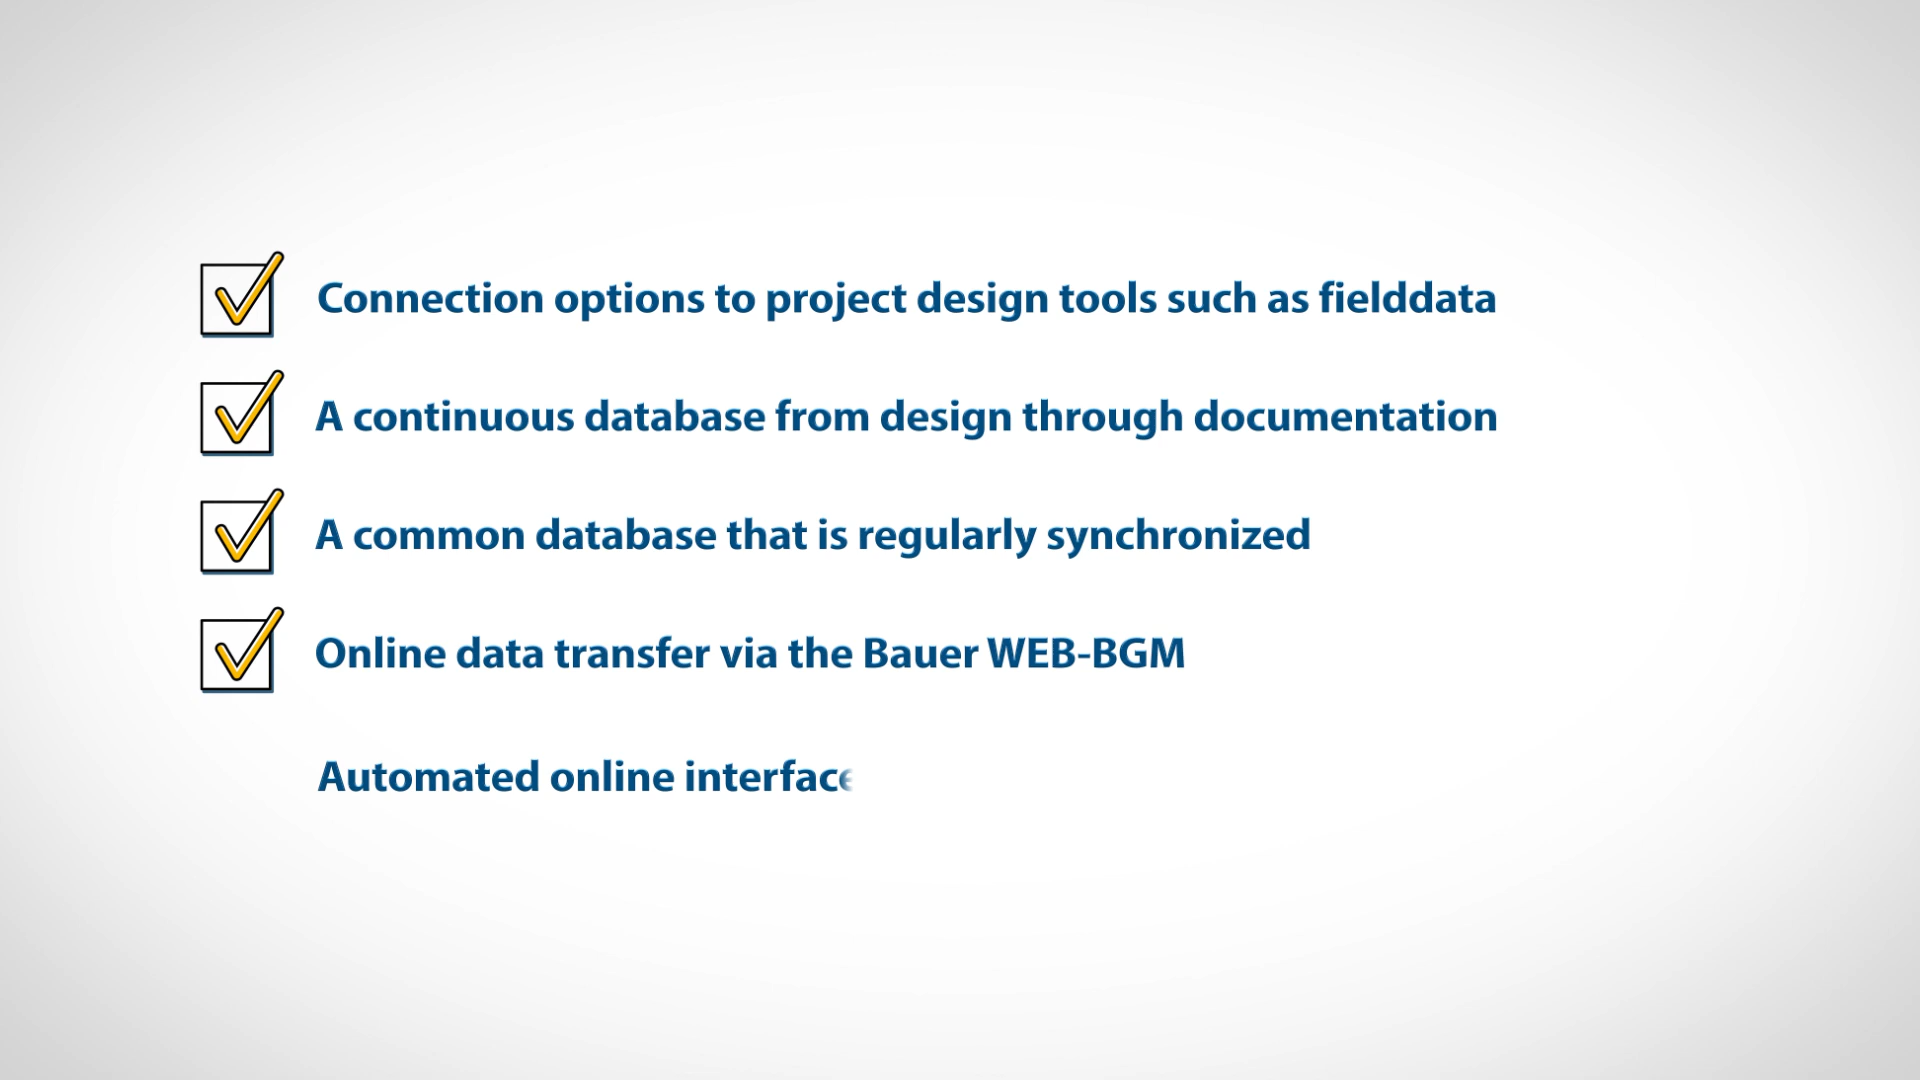 Connection options to project design tools such as fielddata
A continuous database from design through documentation
A common database that is regularly synchronized
Online data transfer via the Bauer WEB-BGM
Automated online interface